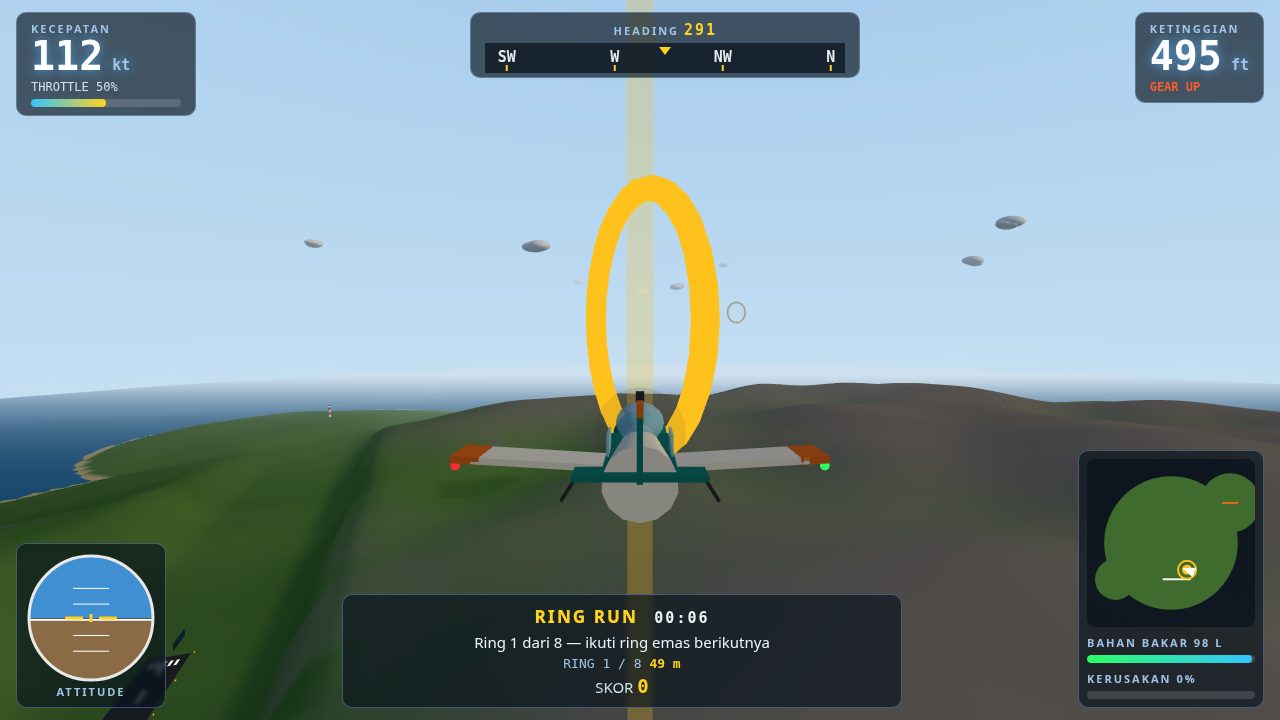 KECEPATAN
112 kt
THROTTLE 50%
HEADING 291
SW W NW N
KETINGGIAN
495 ft
GEAR UP
ATTITUDE
RING RUN 00:06
Ring 1 dari 8 — ikuti ring emas berikutnya
RING 1 / 8 49 m
SKOR 0
BAHAN BAKAR 98 L
KERUSAKAN 0%